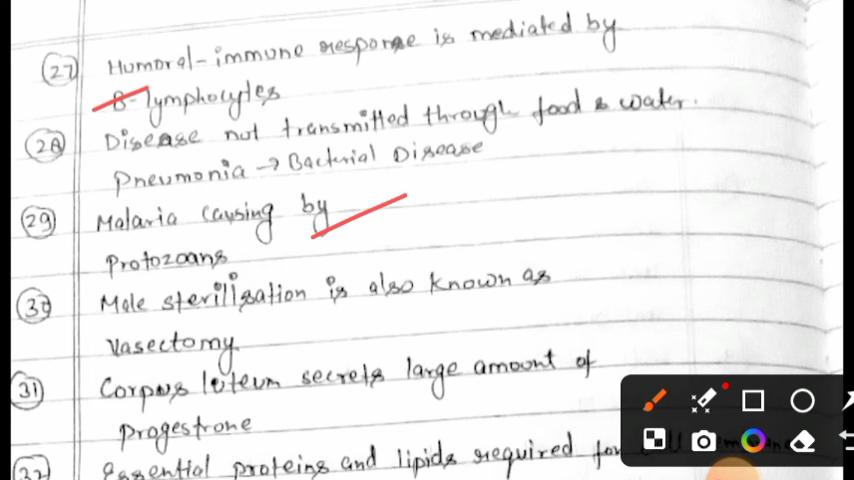 27 Humoral-immune response is mediated by
B-lymphocytes
28 Disease not transmitted through food & water.
Pneumonia → Bacterial Disease
29 Malaria causing by
Protozoans
30 Male sterilisation is also known as
Vasectomy
31 Corpus luteum secrets large amount of
Progestrone
32 Essential proteins and lipids required for